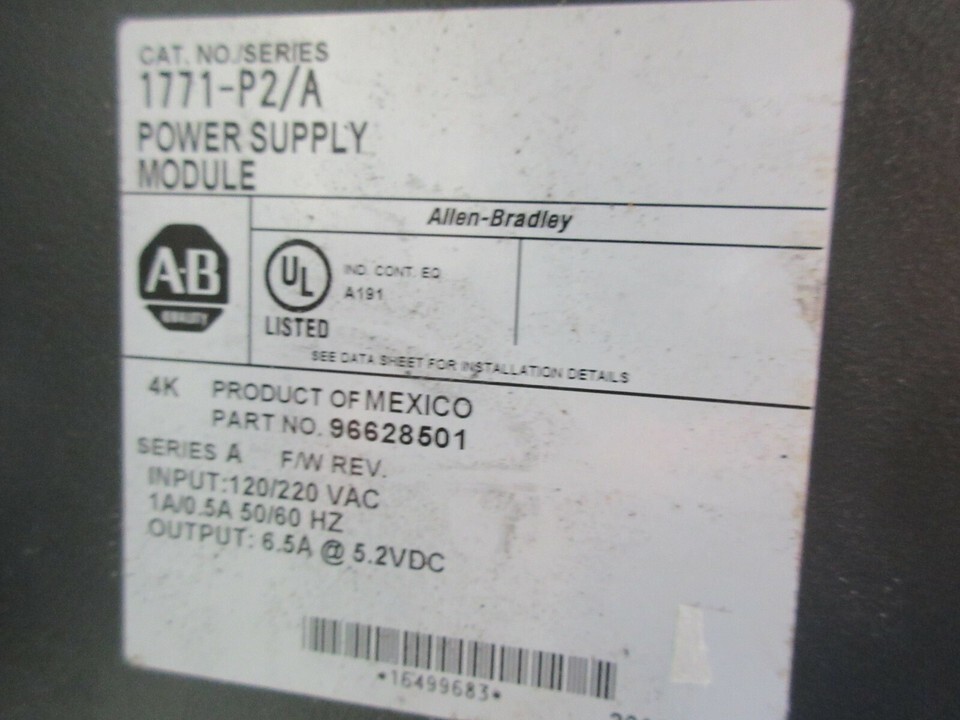 CAT. NO./SERIES
1771-P2/A
POWER SUPPLY
MODULE
Allen-Bradley
A-B
QUALITY
UL
LISTED
IND. CONT. EQ
A191
SEE DATA SHEET FOR INSTALLATION DETAILS
4K PRODUCT OF MEXICO
PART NO. 96628501
SERIES A F/W REV.
INPUT:120/220 VAC
1A/0.5A 50/60 HZ
OUTPUT: 6.5A @ 5.2VDC
*16499683*